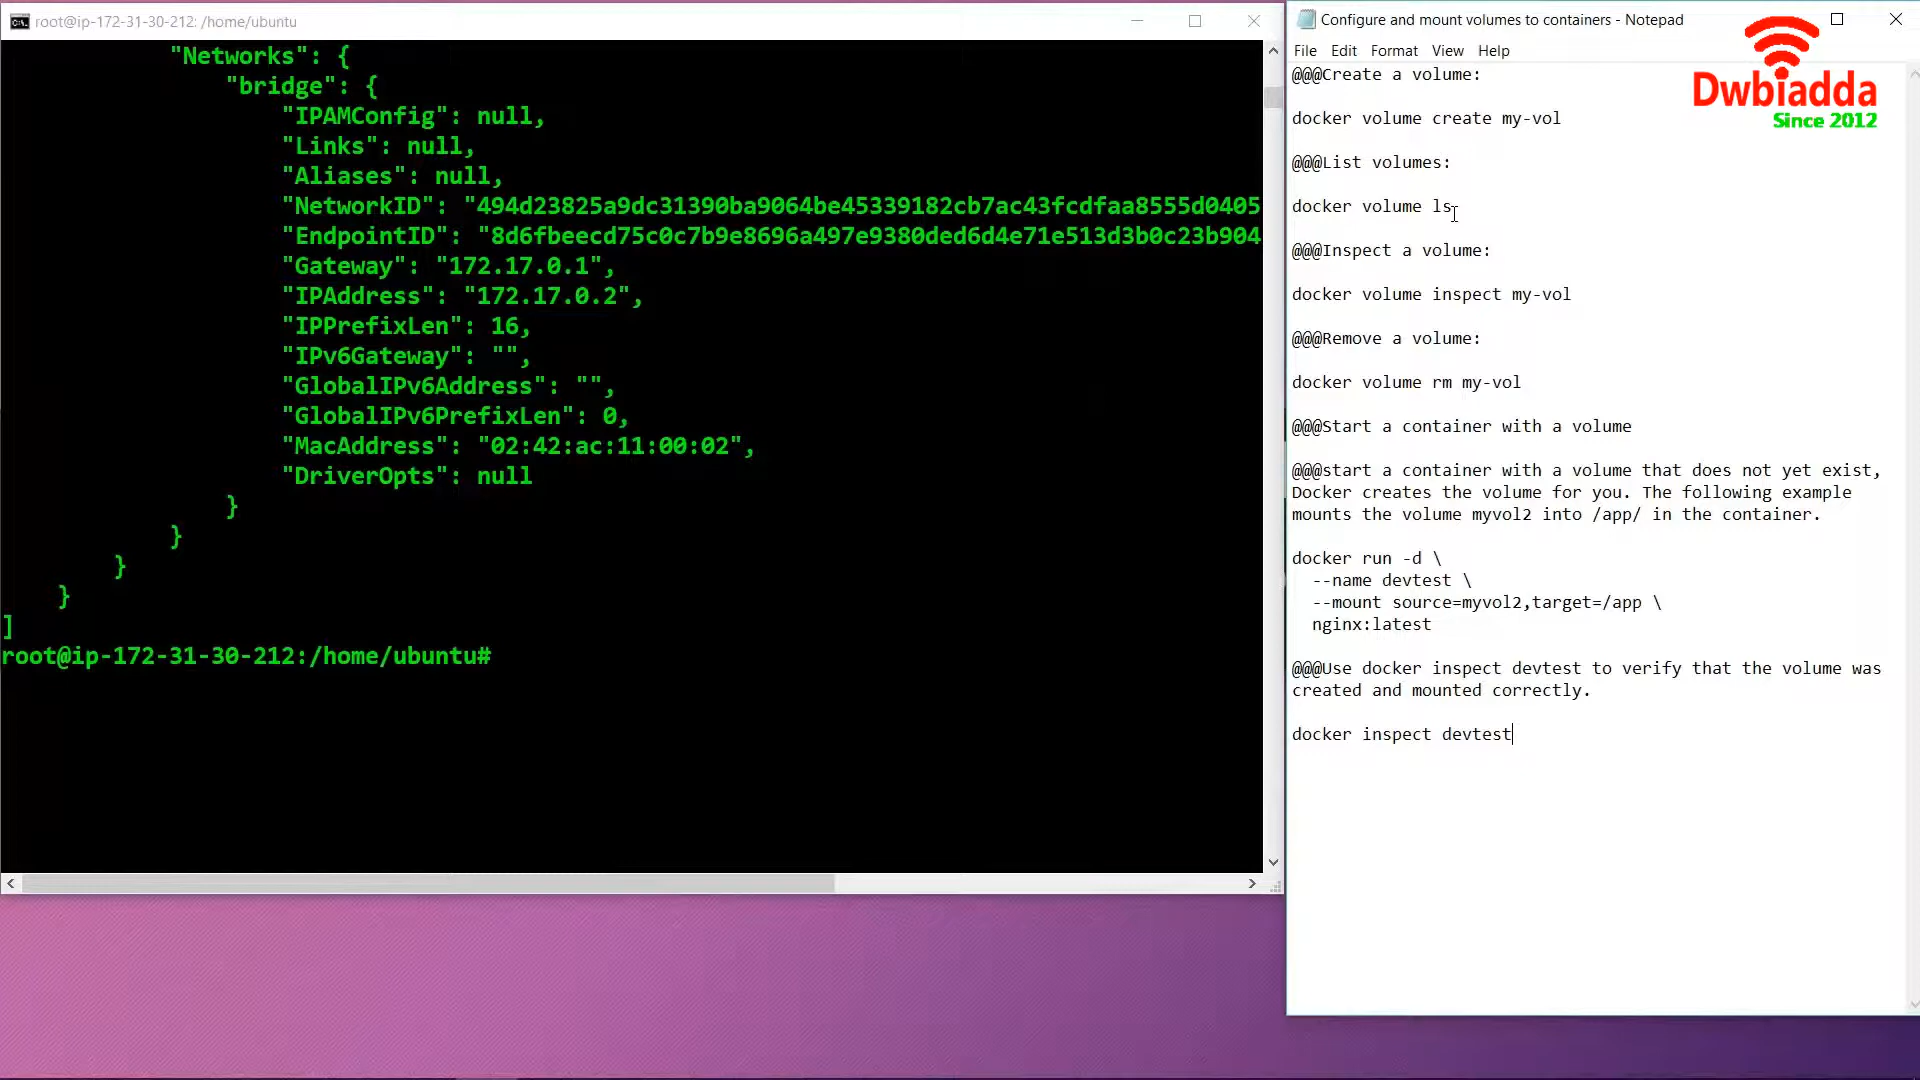 root@ip-172-31-30-212: /home/ubuntu
"Networks": {
"bridge": {
"IPAMConfig": null,
"Links": null,
"Aliases": null,
"NetworkID": "494d23825a9dc31390ba9064be45339182cb7ac43fcdfaa8555d0405
"EndpointID": "8d6fbeecd75c0c7b9e8696a497e9380ded6d4e71e513d3b0c23b904
"Gateway": "172.17.0.1",
"IPAddress": "172.17.0.2",
"IPPrefixLen": 16,
"IPv6Gateway": "",
"GlobalIPv6Address": "",
"GlobalIPv6PrefixLen": 0,
"MacAddress": "02:42:ac:11:00:02",
"DriverOpts": null
}
}
}
}
]
root@ip-172-31-30-212:/home/ubuntu#
Configure and mount volumes to containers - Notepad
File Edit Format View Help
Dwbiadda
Since 2012
@@@Create a volume:
docker volume create my-vol
@@@List volumes:
docker volume ls
@@@Inspect a volume:
docker volume inspect my-vol
@@@Remove a volume:
docker volume rm my-vol
@@@Start a container with a volume
@@@start a container with a volume that does not yet exist,
Docker creates the volume for you. The following example
mounts the volume myvol2 into /app/ in the container.
docker run -d \
--name devtest \
--mount source=myvol2,target=/app \
nginx:latest
@@@Use docker inspect devtest to verify that the volume was
created and mounted correctly.
docker inspect devtest